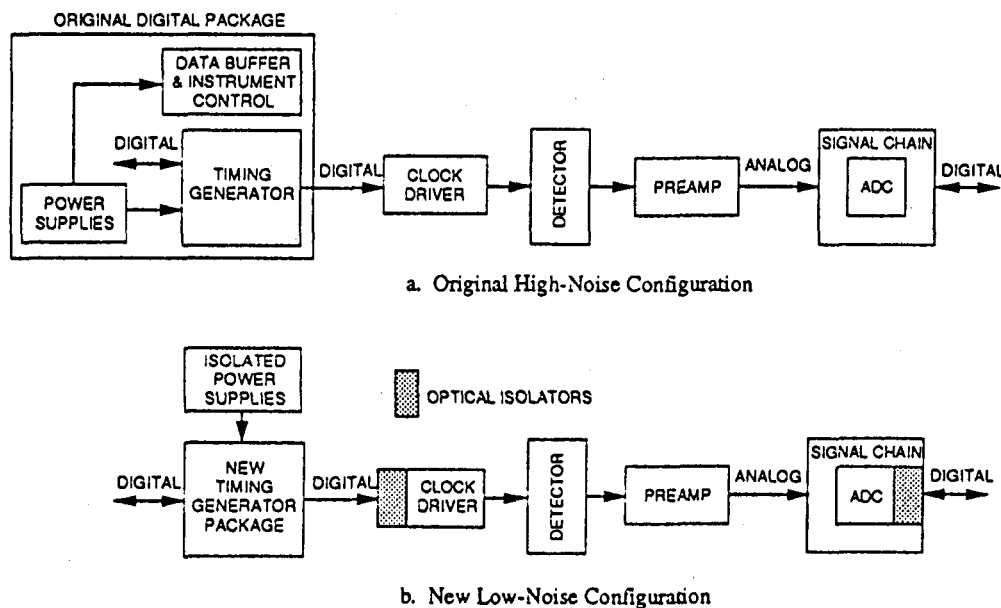 ORIGINAL DIGITAL PACKAGE
DATA BUFFER
& INSTRUMENT
CONTROL
DIGITAL
TIMING
GENERATOR
POWER
SUPPLIES
DIGITAL
CLOCK
DRIVER
DETECTOR
PREAMP
ANALOG
SIGNAL CHAIN
ADC
DIGITAL
a. Original High-Noise Configuration
ISOLATED
POWER
SUPPLIES
OPTICAL ISOLATORS
DIGITAL
NEW
TIMING
GENERATOR
PACKAGE
DIGITAL
CLOCK
DRIVER
DETECTOR
PREAMP
ANALOG
SIGNAL CHAIN
ADC
DIGITAL
b. New Low-Noise Configuration